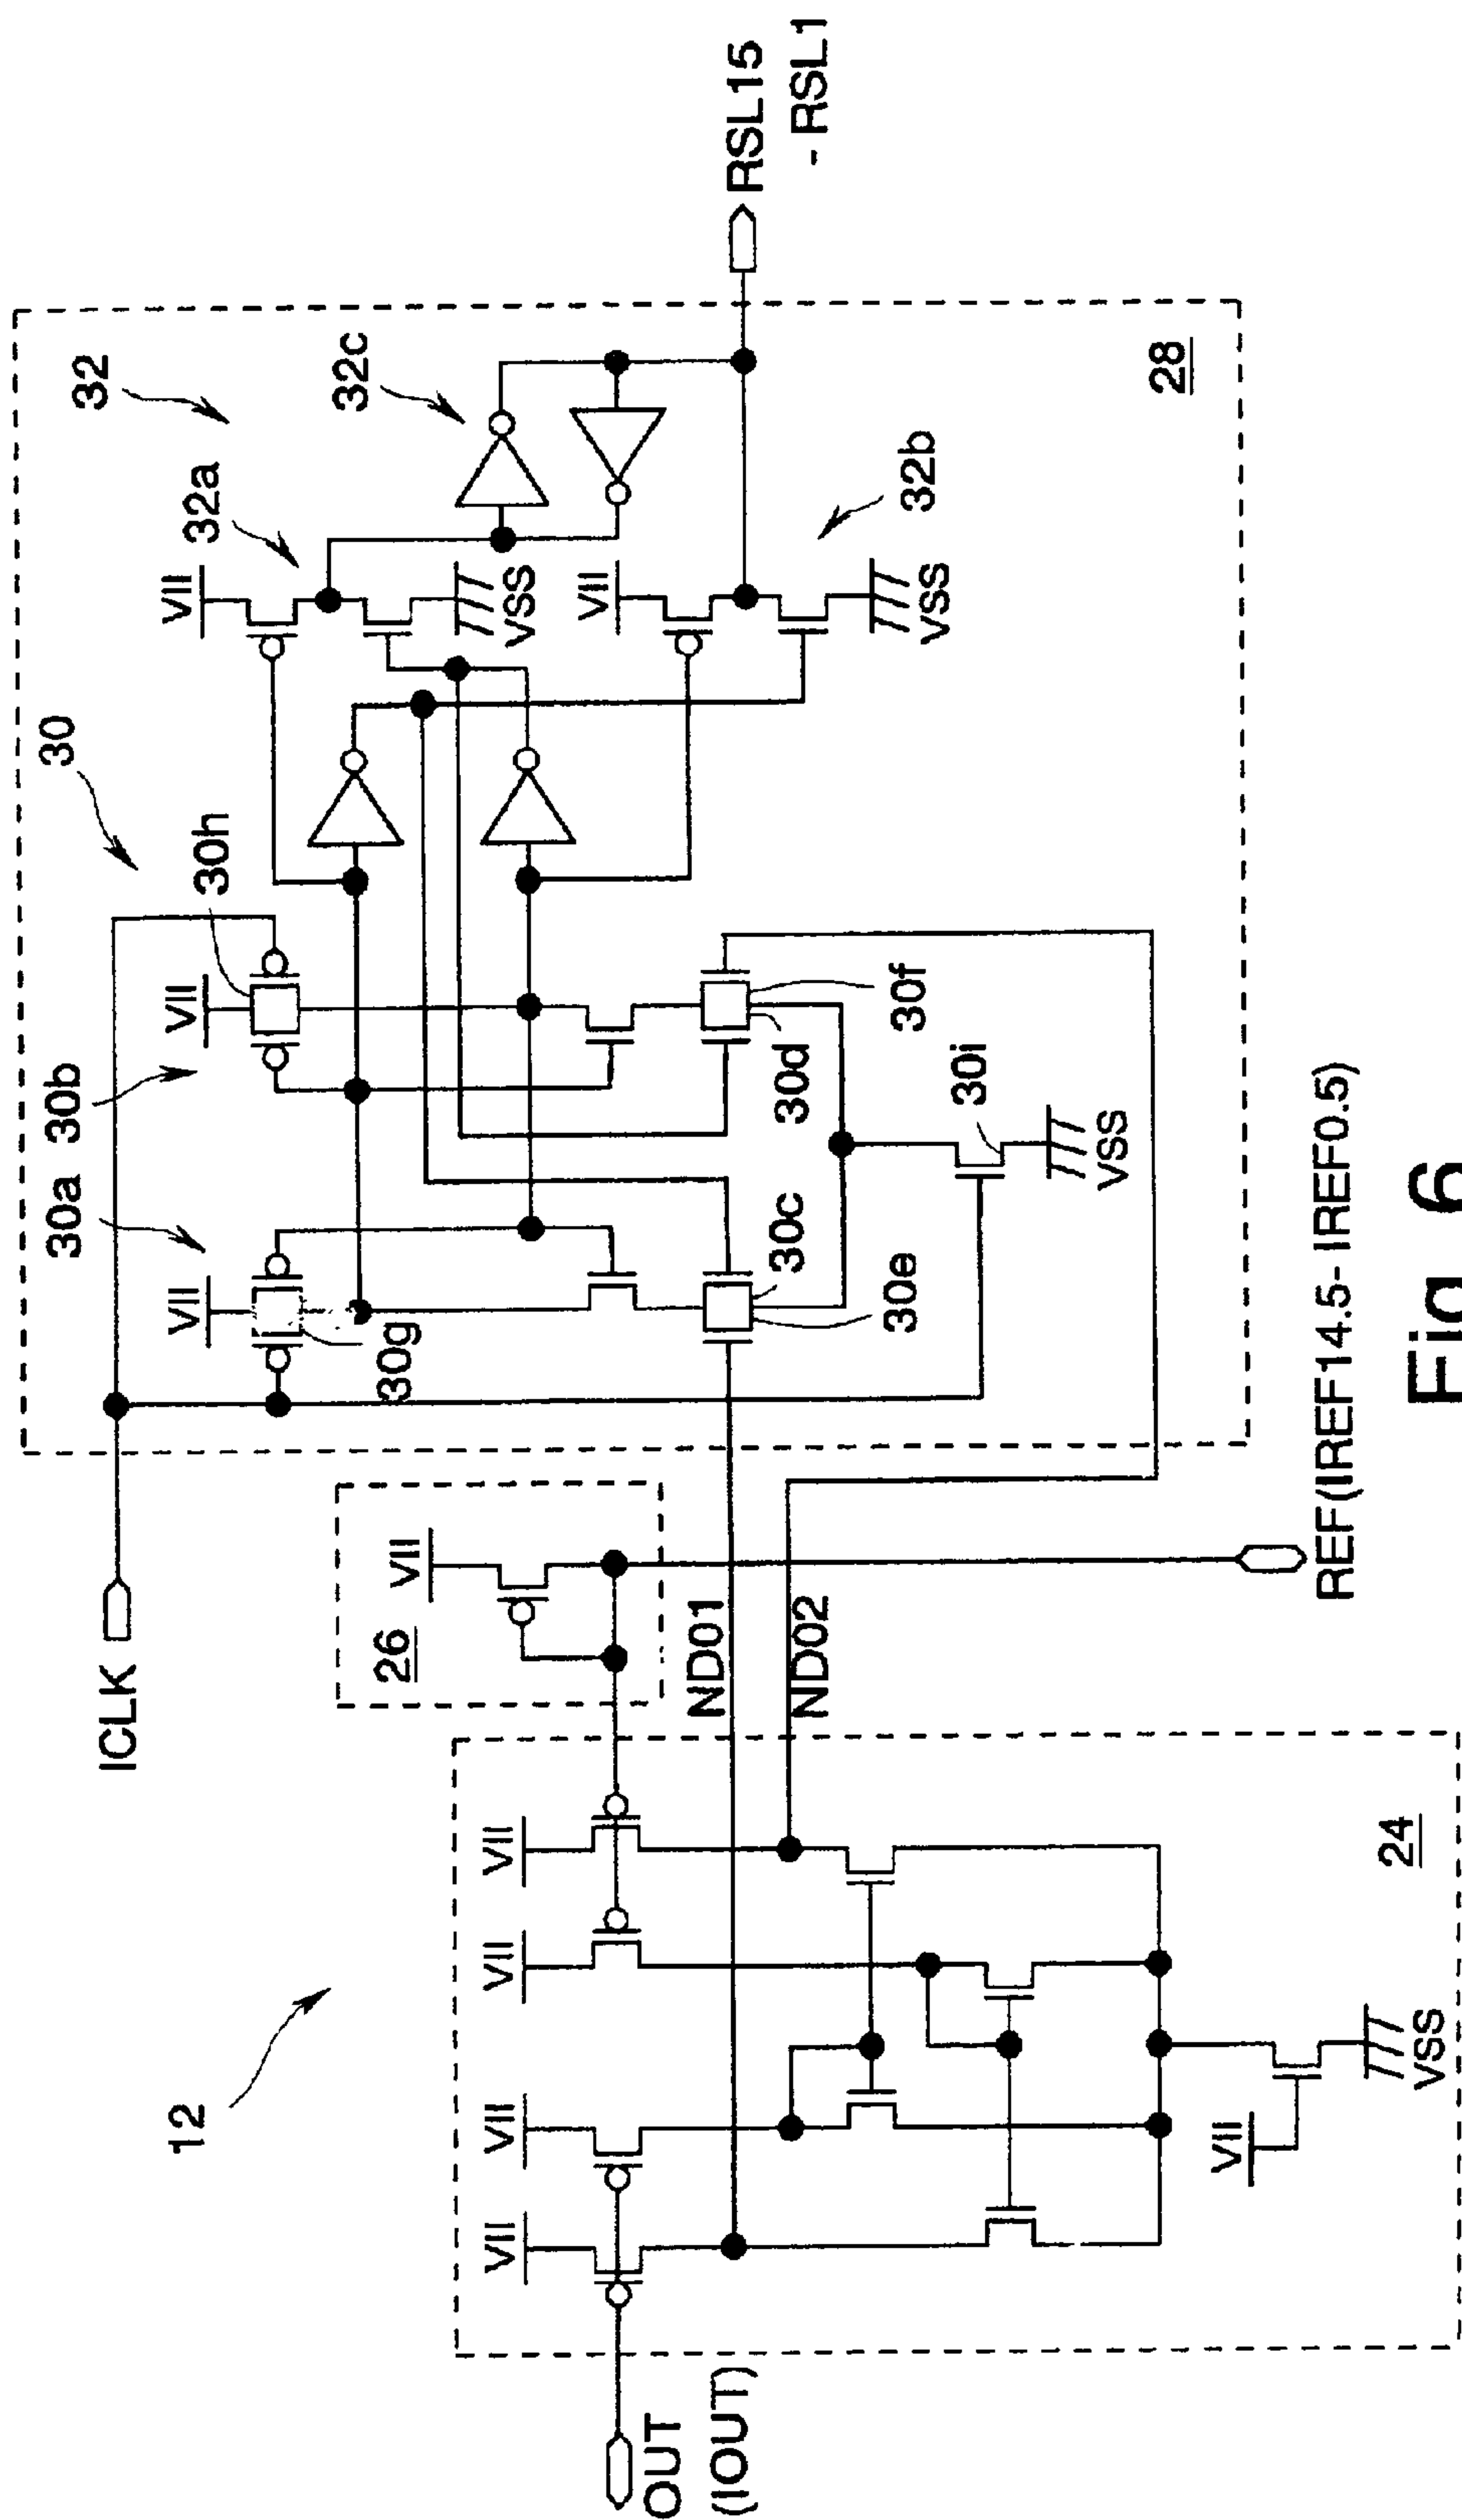 12
OUT
(IOUT)
VII
VII
VII
VII
VII
VSS
24
26
VII
ND01
ND02
REF(IREF14.5-IREF0.5)
ICLK
30
30a
30b
30h
VII
VII
30g
30c
30e
30d
30f
30i
VSS
32
32a
VII
VSS
32c
VII
32b
VSS
28
RSL15
- RSL1
Fig. 6